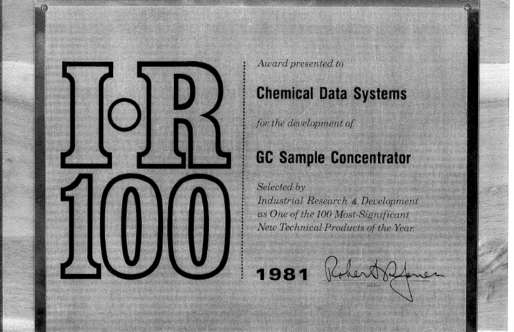 I·R
100
Award presented to
Chemical Data Systems
for the development of
GC Sample Concentrator
Selected by
Industrial Research & Development
as One of the 100 Most-Significant
New Technical Products of the Year.
1981